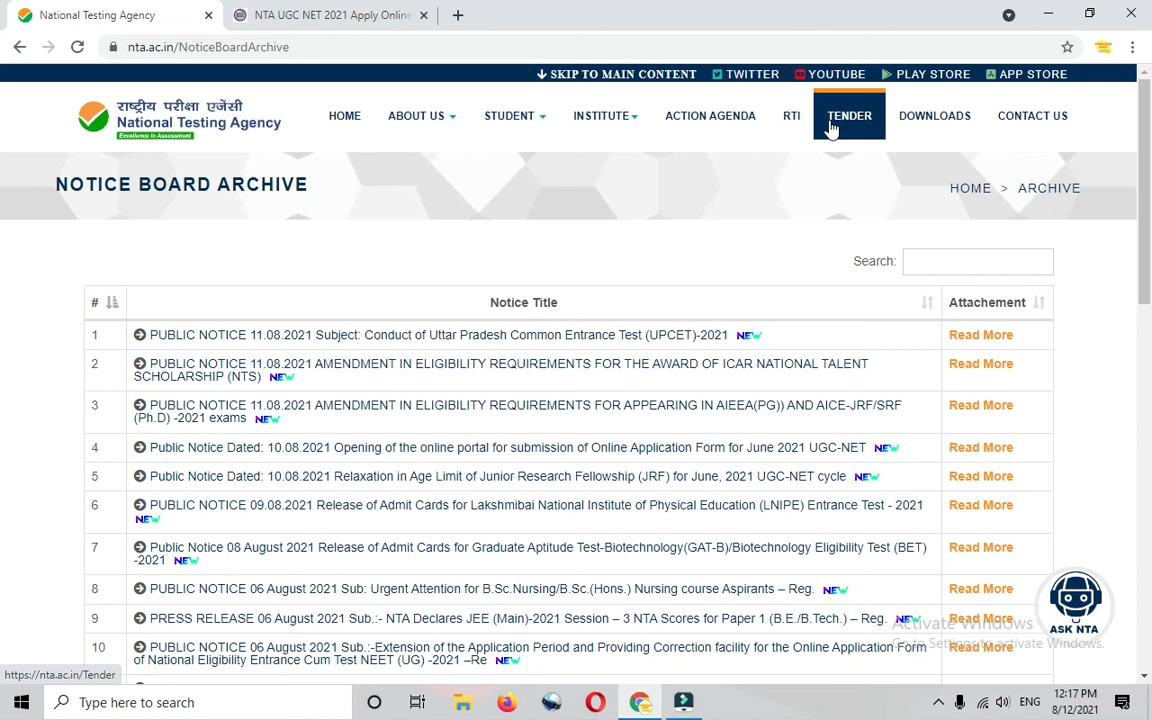 National Testing Agency
NTA UGC NET 2021 Apply Online
nta.ac.in/NoticeBoardArchive
SKIP TO MAIN CONTENT TWITTER YOUTUBE PLAY STORE APP STORE
राष्ट्रीय परीक्षा एजेंसी
National Testing Agency
Excellence in Assessment
HOME ABOUT US STUDENT INSTITUTE ACTION AGENDA RTI TENDER DOWNLOADS CONTACT US
NOTICE BOARD ARCHIVE
HOME > ARCHIVE
Search:
# Notice Title Attachement
1 PUBLIC NOTICE 11.08.2021 Subject: Conduct of Uttar Pradesh Common Entrance Test (UPCET)-2021 NEW Read More
2 PUBLIC NOTICE 11.08.2021 AMENDMENT IN ELIGIBILITY REQUIREMENTS FOR THE AWARD OF ICAR NATIONAL TALENT Read More
SCHOLARSHIP (NTS) NEW
3 PUBLIC NOTICE 11.08.2021 AMENDMENT IN ELIGIBILITY REQUIREMENTS FOR APPEARING IN AIEEA(PG)) AND AICE-JRF/SRF Read More
(Ph.D) -2021 exams NEW
4 Public Notice Dated: 10.08.2021 Opening of the online portal for submission of Online Application Form for June 2021 UGC-NET NEW Read More
5 Public Notice Dated: 10.08.2021 Relaxation in Age Limit of Junior Research Fellowship (JRF) for June, 2021 UGC-NET cycle NEW Read More
6 PUBLIC NOTICE 09.08.2021 Release of Admit Cards for Lakshmibai National Institute of Physical Education (LNIPE) Entrance Test - 2021 Read More
NEW
7 Public Notice 08 August 2021 Release of Admit Cards for Graduate Aptitude Test-Biotechnology(GAT-B)/Biotechnology Eligibility Test (BET) Read More
-2021 NEW
8 PUBLIC NOTICE 06 August 2021 Sub: Urgent Attention for B.Sc.Nursing/B.Sc.(Hons.) Nursing course Aspirants – Reg. NEW Read More
9 PRESS RELEASE 06 August 2021 Sub.:- NTA Declares JEE (Main)-2021 Session – 3 NTA Scores for Paper 1 (B.E./B.Tech.) – Reg. NEW Read More
10 PUBLIC NOTICE 06 August 2021 Sub.:-Extension of the Application Period and Providing Correction facility for the Online Application Form Read More
of National Eligibility Entrance Cum Test NEET (UG) -2021 –Re NEW
ASK NTA
Activate Windows
Go to Settings to activate Windows.
https://nta.ac.in/Tender
Type here to search
ENG
12:17 PM
8/12/2021